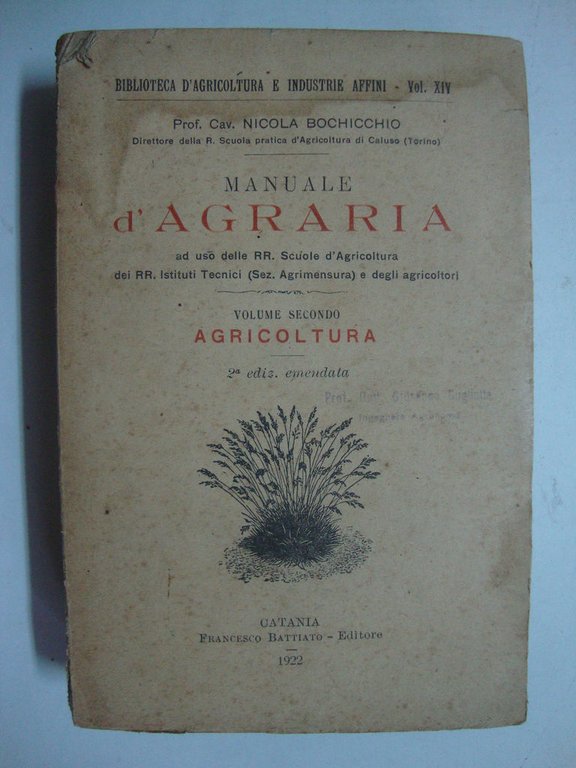 BIBLIOTECA D'AGRICOLTURA E INDUSTRIE AFFINI - Vol. XIV
Prof. Cav. NICOLA BOCHICCHIO
Direttore della R. Scuola pratica d'Agricoltura di Caluso (Torino)
MANUALE
d'AGRARIA
ad uso delle RR. Scuole d'Agricoltura
dei RR. Istituti Tecnici (Sez. Agrimensura) e degli agricoltori
VOLUME SECONDO
AGRICOLTURA
2ª ediz. emendata
Prof. Dott.
CATANIA
FRANCESCO BATTIATO - Editore
1922